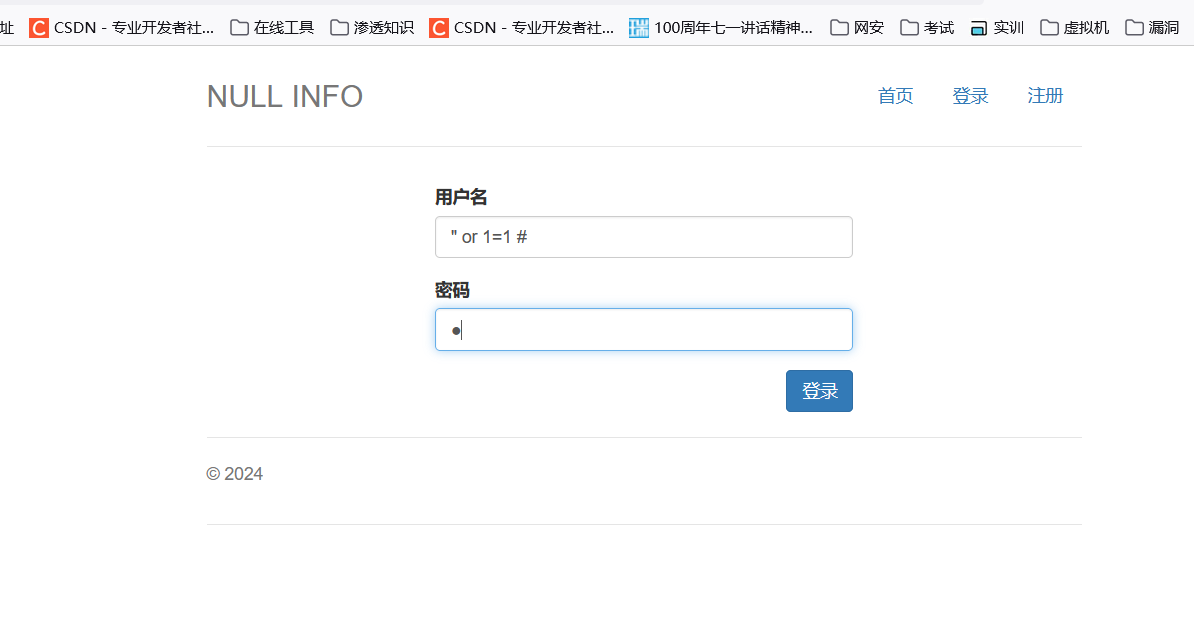 址 CSDN - 专业开发者社... 在线工具 渗透知识 CSDN - 专业开发者社... 瑞 100周年七一讲话精神... 网安 考试 实训 虚拟机 漏洞
NULL INFO 首页 登录 注册
用户名
" or 1=1 #
密码
登录
© 2024